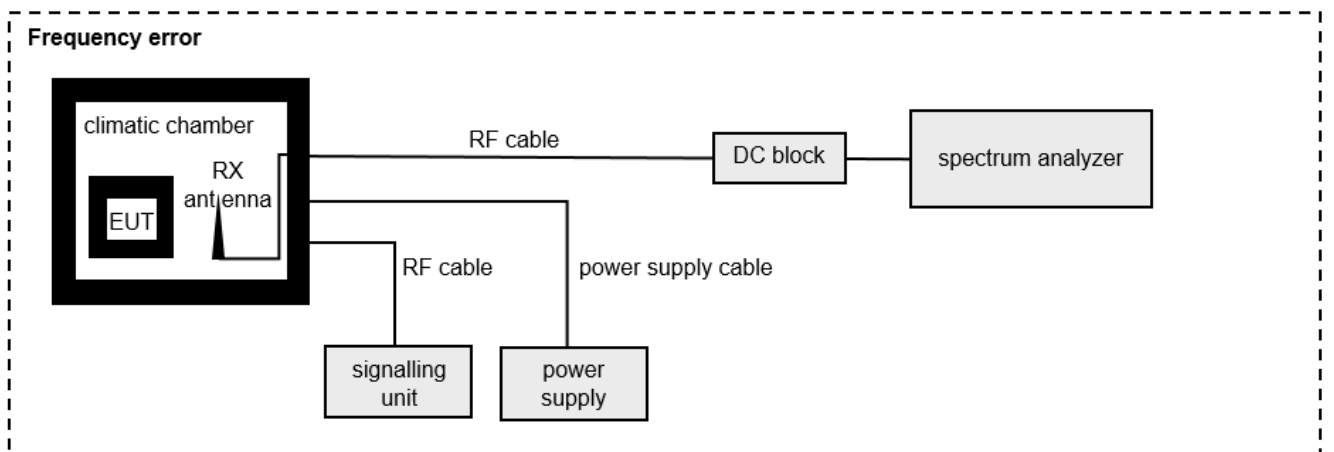 Frequency error
climatic chamber
RX
antenna
EUT
RF cable
DC block
spectrum analyzer
RF cable
power supply cable
signalling
unit
power
supply